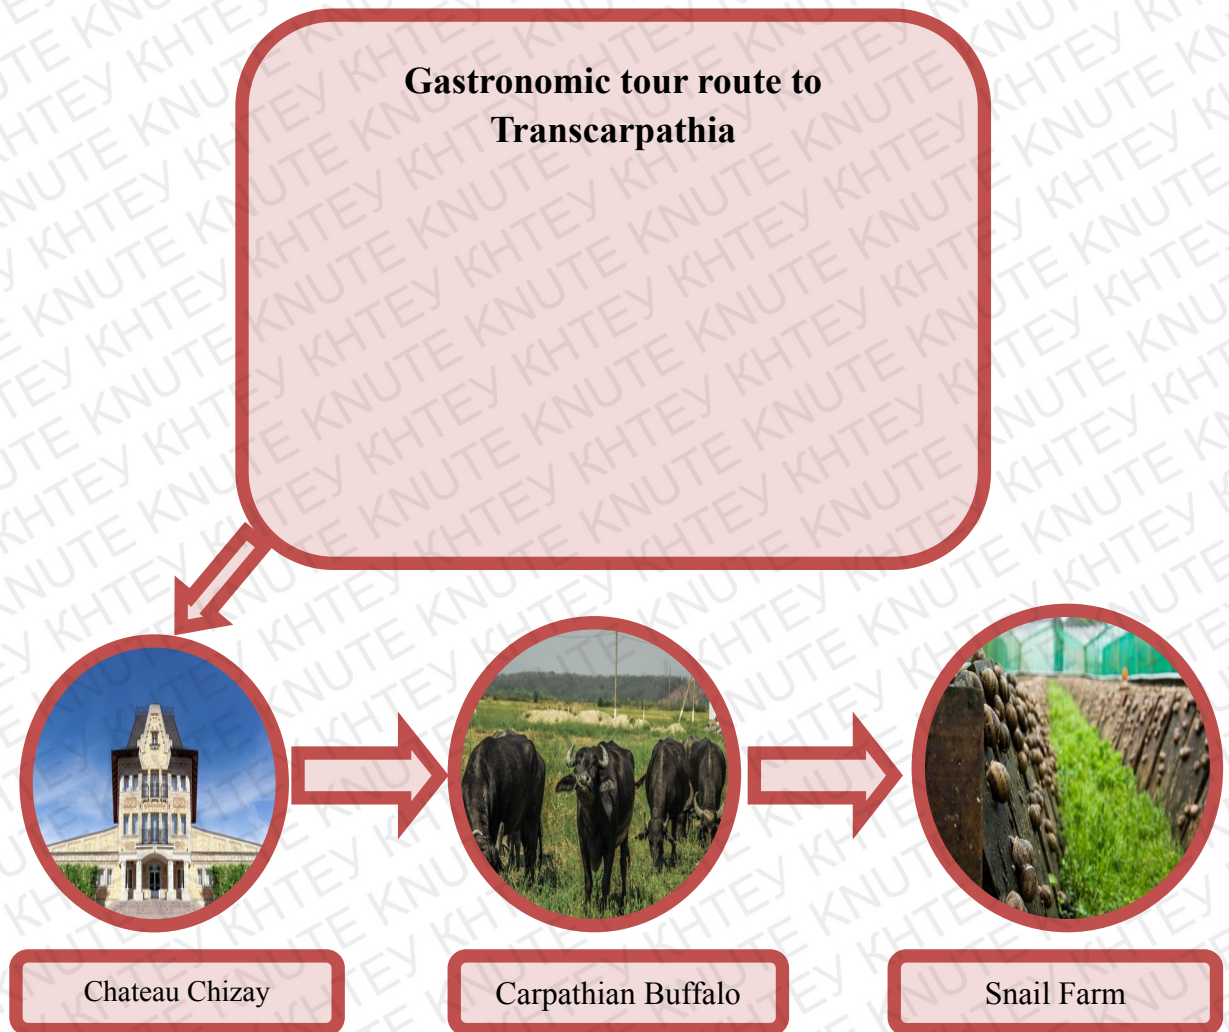 Gastronomic tour route to
Transcarpathia
Chateau Chizay
Carpathian Buffalo
Snail Farm